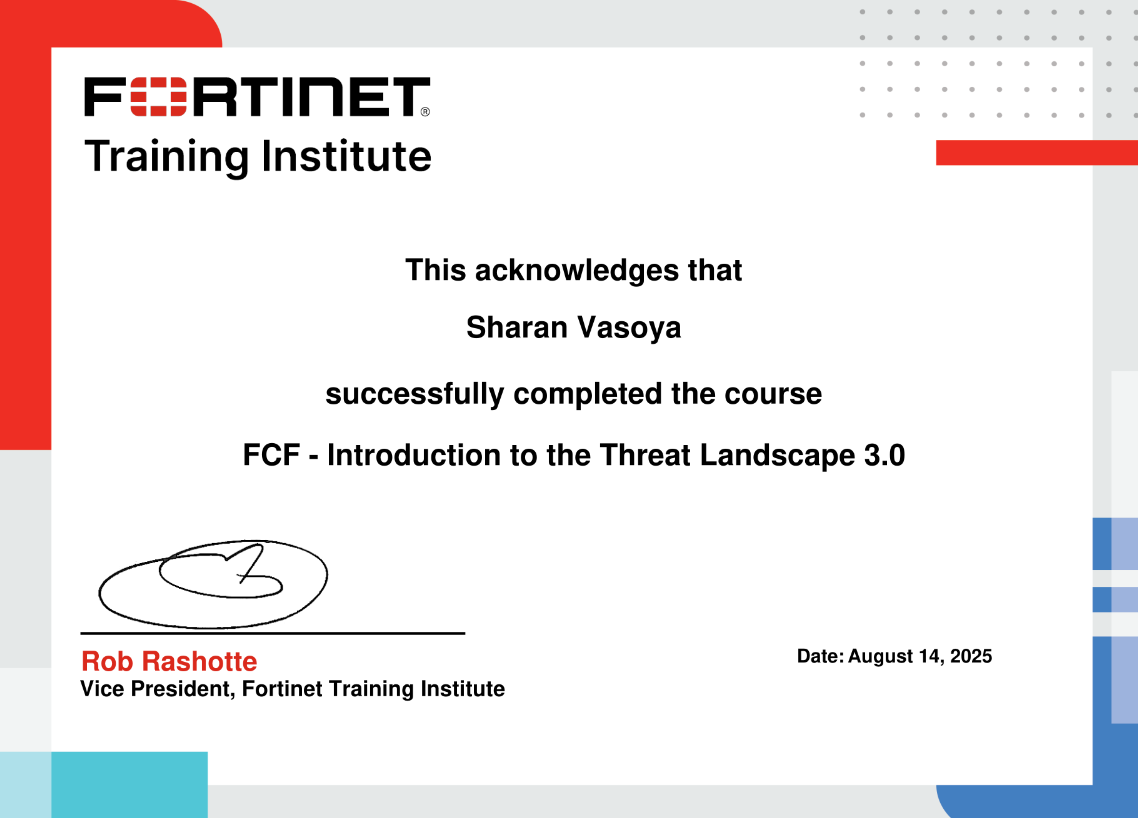 FORTINET®
Training Institute
This acknowledges that
Sharan Vasoya
successfully completed the course
FCF - Introduction to the Threat Landscape 3.0
Rob Rashotte
Vice President, Fortinet Training Institute
Date: August 14, 2025